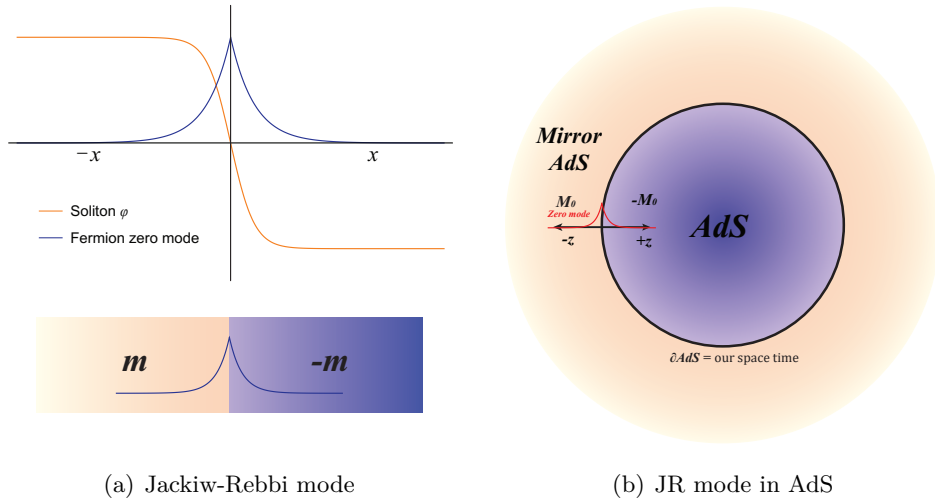 −x
x
Soliton φ
Fermion zero mode
m
-m
(a) Jackiw-Rebbi mode
Mirror
AdS
M₀
-M₀
Zero mode
-z
+z
AdS
∂AdS = our space time
(b) JR mode in AdS